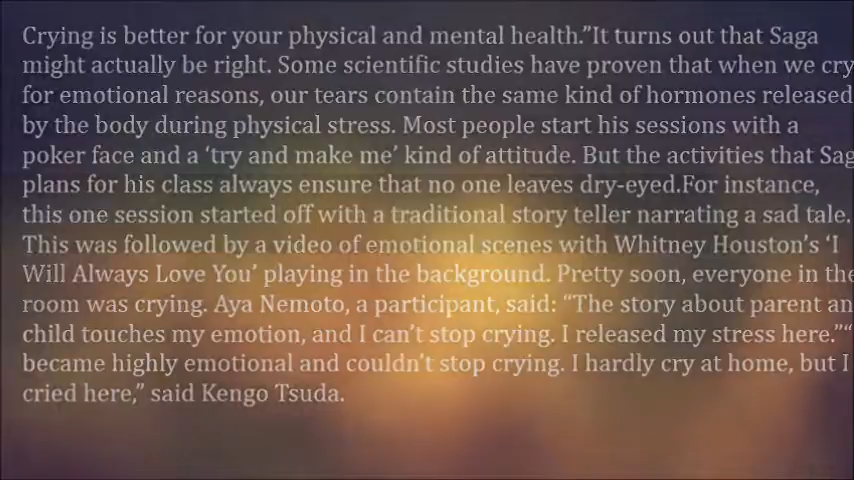 Crying is better for your physical and mental health.”It turns out that Saga
might actually be right. Some scientific studies have proven that when we cry
for emotional reasons, our tears contain the same kind of hormones released
by the body during physical stress. Most people start his sessions with a
poker face and a ‘try and make me’ kind of attitude. But the activities that Sag
plans for his class always ensure that no one leaves dry-eyed.For instance,
this one session started off with a traditional story teller narrating a sad tale.
This was followed by a video of emotional scenes with Whitney Houston’s ‘I
Will Always Love You’ playing in the background. Pretty soon, everyone in the
room was crying. Aya Nemoto, a participant, said: “The story about parent an
child touches my emotion, and I can’t stop crying. I released my stress here.”“
became highly emotional and couldn’t stop crying. I hardly cry at home, but I
cried here,” said Kengo Tsuda.